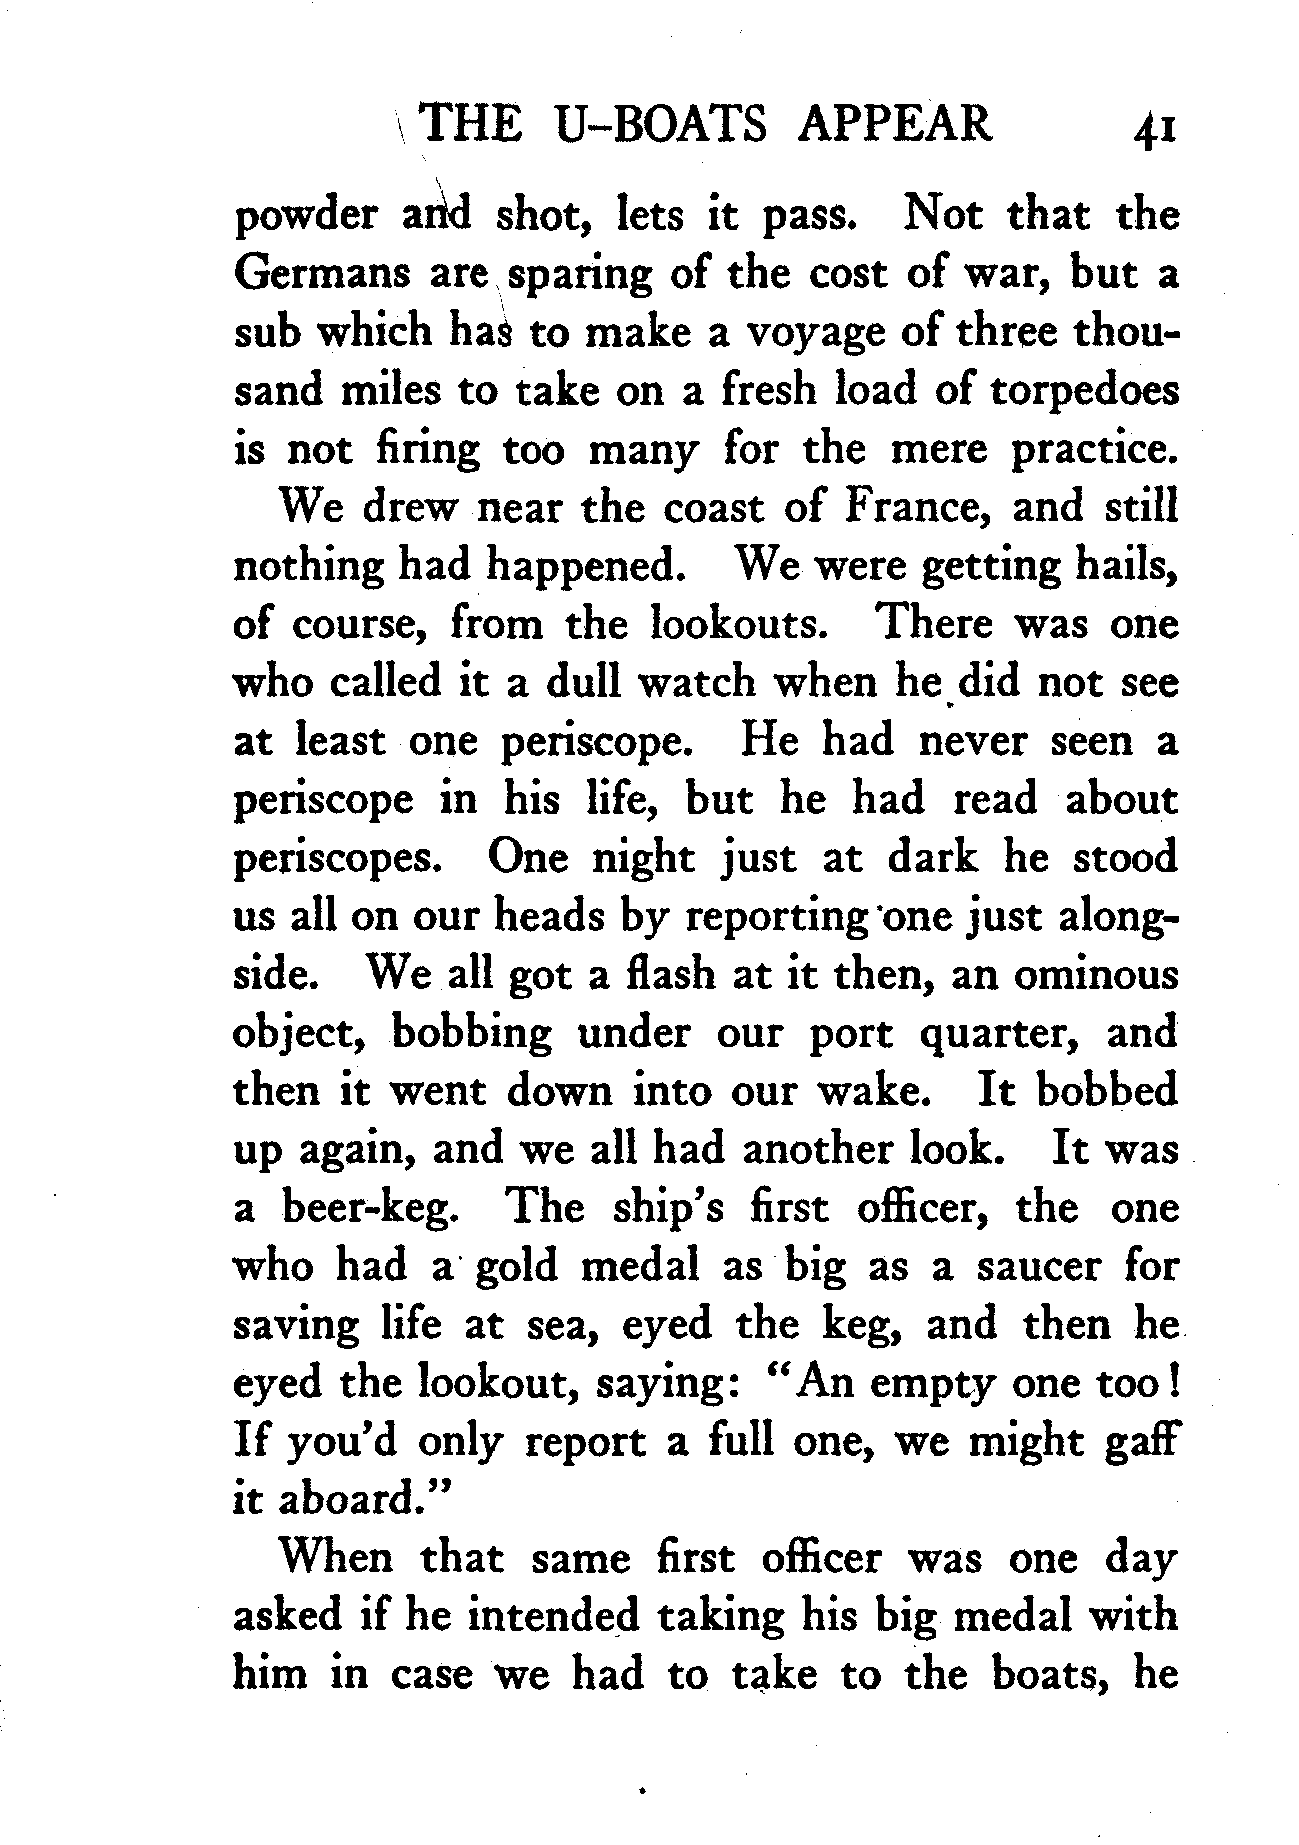 THE U-BOATS APPEAR 41
powder and shot, lets it pass. Not that the
Germans are sparing of the cost of war, but a
sub which has to make a voyage of three thou-
sand miles to take on a fresh load of torpedoes
is not firing too many for the mere practice.
We drew near the coast of France, and still
nothing had happened. We were getting hails,
of course, from the lookouts. There was one
who called it a dull watch when he did not see
at least one periscope. He had never seen a
periscope in his life, but he had read about
periscopes. One night just at dark he stood
us all on our heads by reporting one just along-
side. We all got a flash at it then, an ominous
object, bobbing under our port quarter, and
then it went down into our wake. It bobbed
up again, and we all had another look. It was
a beer-keg. The ship's first officer, the one
who had a gold medal as big as a saucer for
saving life at sea, eyed the keg, and then he
eyed the lookout, saying: "An empty one too!
If you'd only report a full one, we might gaff
it aboard."
When that same first officer was one day
asked if he intended taking his big medal with
him in case we had to take to the boats, he